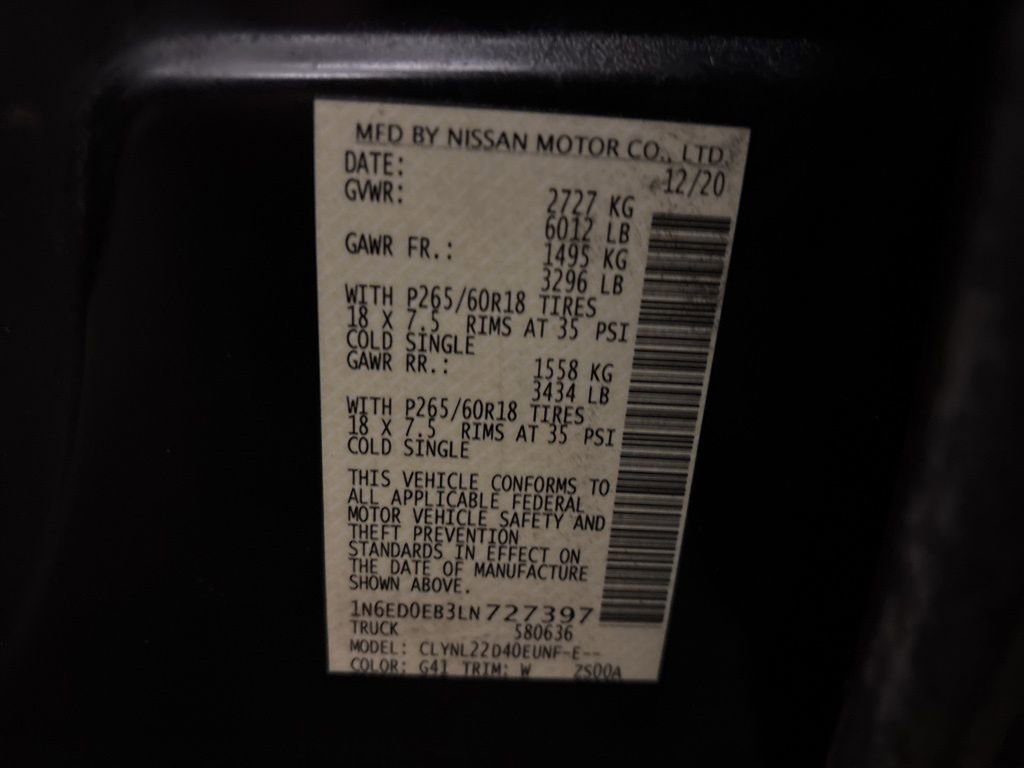 MFD BY NISSAN MOTOR CO., LTD.
DATE: 12/20
GVWR: 2727 KG
6012 LB
GAWR FR.: 1495 KG
3296 LB
WITH P265/60R18 TIRES
18 X 7.5 RIMS AT 35 PSI
COLD SINGLE
GAWR RR.: 1558 KG
3434 LB
WITH P265/60R18 TIRES
18 X 7.5 RIMS AT 35 PSI
COLD SINGLE
THIS VEHICLE CONFORMS TO
ALL APPLICABLE FEDERAL
MOTOR VEHICLE SAFETY AND
THEFT PREVENTION
STANDARDS IN EFFECT ON
THE DATE OF MANUFACTURE
SHOWN ABOVE.
1N6ED0EB3LN727397
TRUCK 580636
MODEL: CLYNL22D40EUNF-E--
COLOR: G41 TRIM: W ZS00A